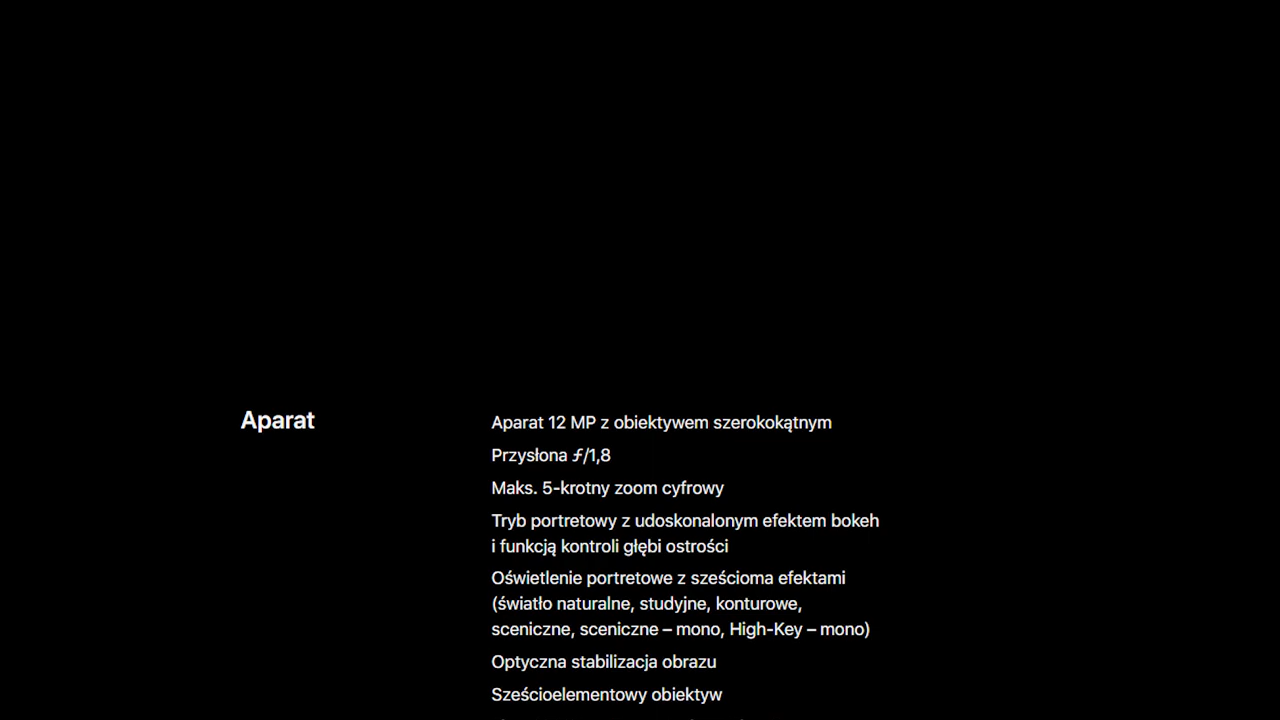 Aparat
Aparat 12 MP z obiektywem szerokokątnym
Przysłona ƒ/1,8
Maks. 5-krotny zoom cyfrowy
Tryb portretowy z udoskonalonym efektem bokeh
i funkcją kontroli głębi ostrości
Oświetlenie portretowe z sześcioma efektami
(światło naturalne, studyjne, konturowe,
sceniczne, sceniczne – mono, High-Key – mono)
Optyczna stabilizacja obrazu
Sześcioelementowy obiektyw